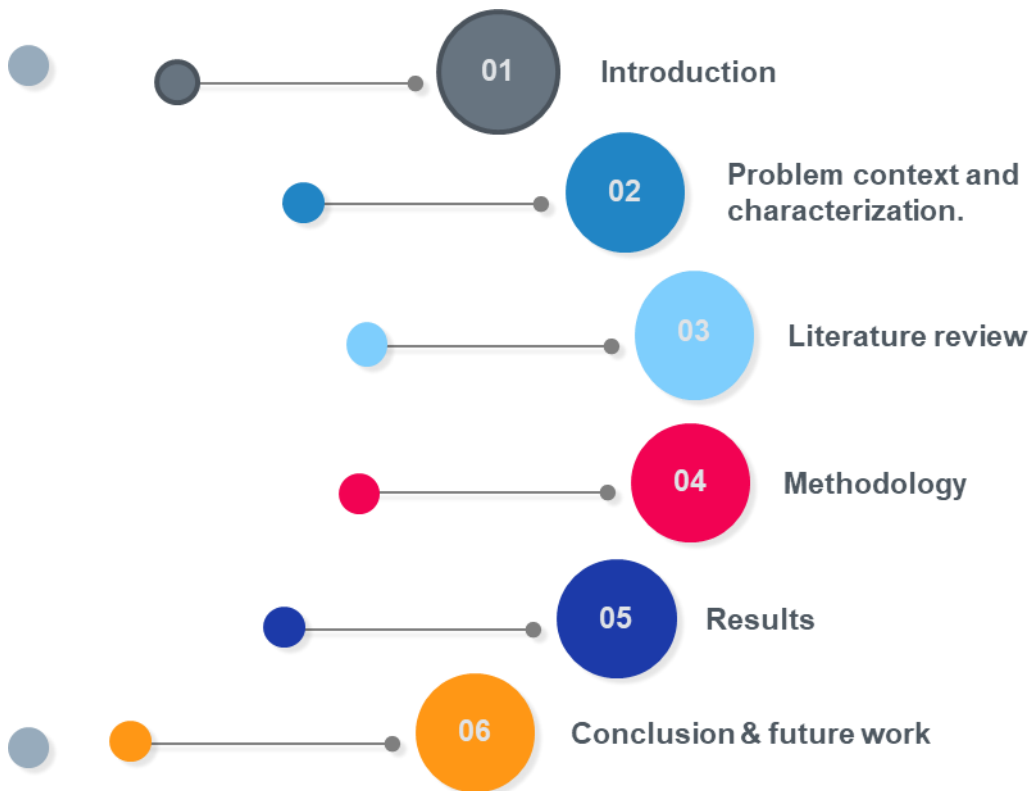 01
Introduction
02
Problem context and
characterization.
03
Literature review
04
Methodology
05
Results
06
Conclusion & future work